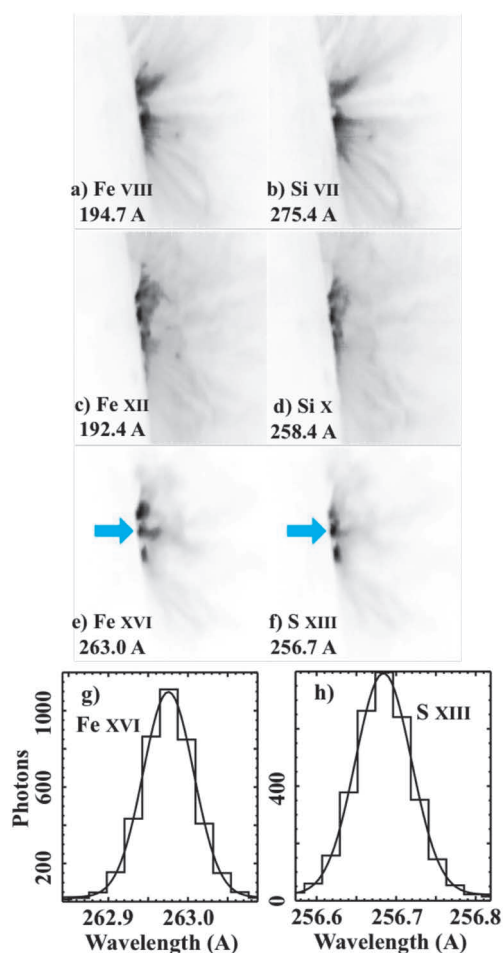 a) Fe VIII
194.7 A
b) Si VII
275.4 A
c) Fe XII
192.4 A
d) Si X
258.4 A
e) Fe XVI
263.0 A
f) S XIII
256.7 A
g)
Fe XVI
1000
600
200
Photons
262.9
263.0
Wavelength (A)
h)
S XIII
400
0
256.6
256.7
256.8
Wavelength (A)